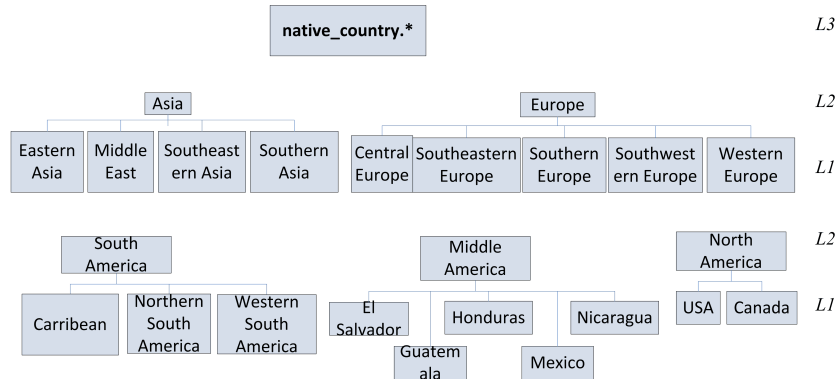 native_country.*
L3
Asia
Europe
L2
Eastern
Asia
Middle
East
Southeast
ern Asia
Southern
Asia
Central
Europe
Southeastern
Europe
Southern
Europe
Southwest
ern Europe
Western
Europe
L1
South
America
Middle
America
North
America
L2
Carribean
Northern
South
America
Western
South
America
El
Salvador
Guatem
ala
Honduras
Mexico
Nicaragua
USA
Canada
L1